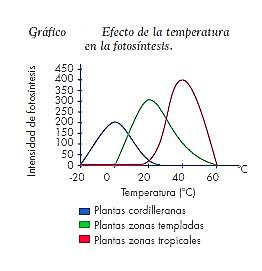 Gráfico Efecto de la temperatura
en la fotosíntesis.
Intensidad de fotosíntesis
450
400
350
300
250
200
150
100
50
0
-20 0 20 40 60 °C
Temperatura (°C)
Plantas cordilleranas
Plantas zonas templadas
Plantas zonas tropicales